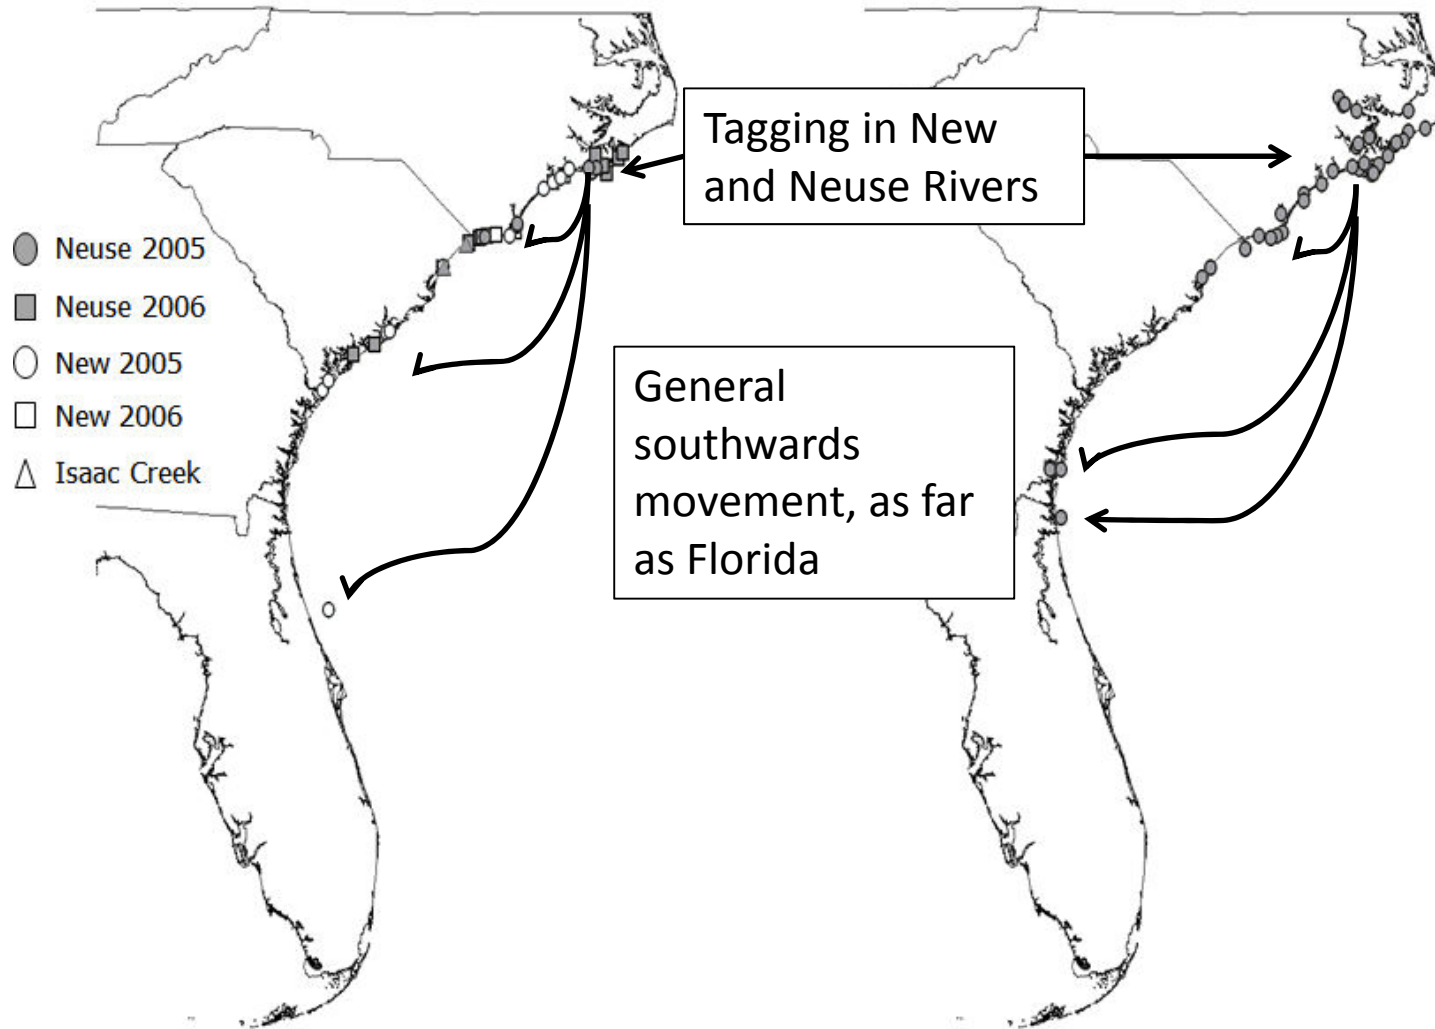 Tagging in New
and Neuse Rivers
Neuse 2005
Neuse 2006
New 2005
New 2006
Isaac Creek
General
southwards
movement, as far
as Florida